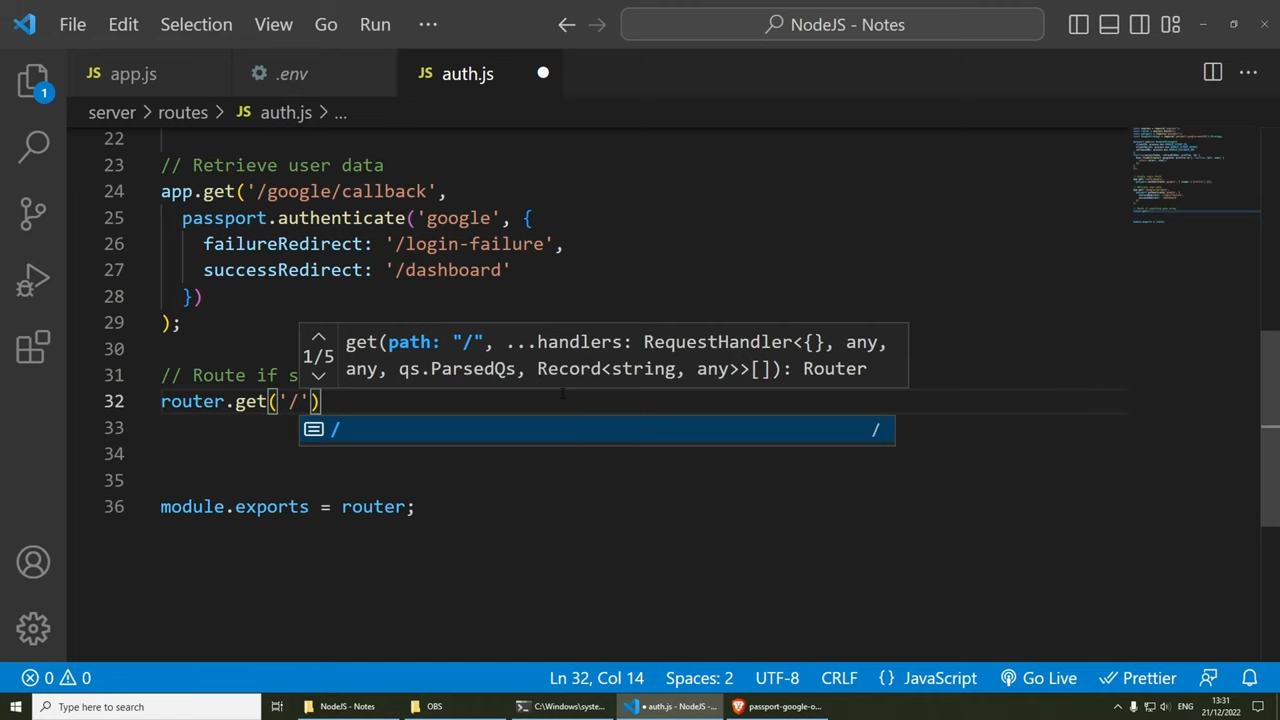 File Edit Selection View Go Run ··· NodeJS - Notes
JS app.js .env JS auth.js
server > routes > JS auth.js > ...
1
22
23 // Retrieve user data
24 app.get('/google/callback',
25 passport.authenticate('google', {
26 failureRedirect: '/login-failure',
27 successRedirect: '/dashboard'
28 })
29 );
30
31 // Route if s
1/5 get(path: "/", ...handlers: RequestHandler<{}, any,
any, qs.ParsedQs, Record<string, any>>[]): Router
32 router.get('/')
/ /
33
34
35
36 module.exports = router;
0 0 Ln 32, Col 14 Spaces: 2 UTF-8 CRLF {} JavaScript Go Live Prettier
Type here to search NodeJS - Notes OBS C:\Windows\syste... auth.js - NodeJS -... passport-google-o... ENG 13:31
21/12/2022